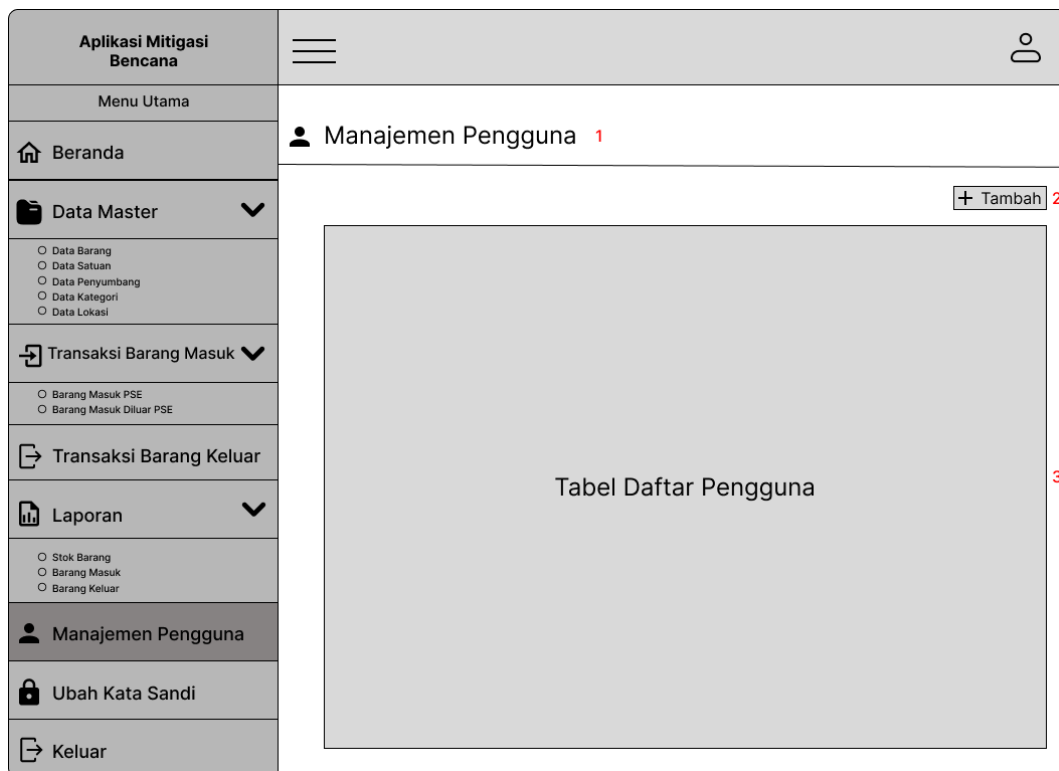 Aplikasi Mitigasi
Bencana
Menu Utama
Beranda
Data Master
Data Barang
Data Satuan
Data Penyumbang
Data Kategori
Data Lokasi
Transaksi Barang Masuk
Barang Masuk PSE
Barang Masuk Diluar PSE
Transaksi Barang Keluar
Laporan
Stok Barang
Barang Masuk
Barang Keluar
Manajemen Pengguna
Ubah Kata Sandi
Keluar
Manajemen Pengguna 1
+ Tambah 2
Tabel Daftar Pengguna
3